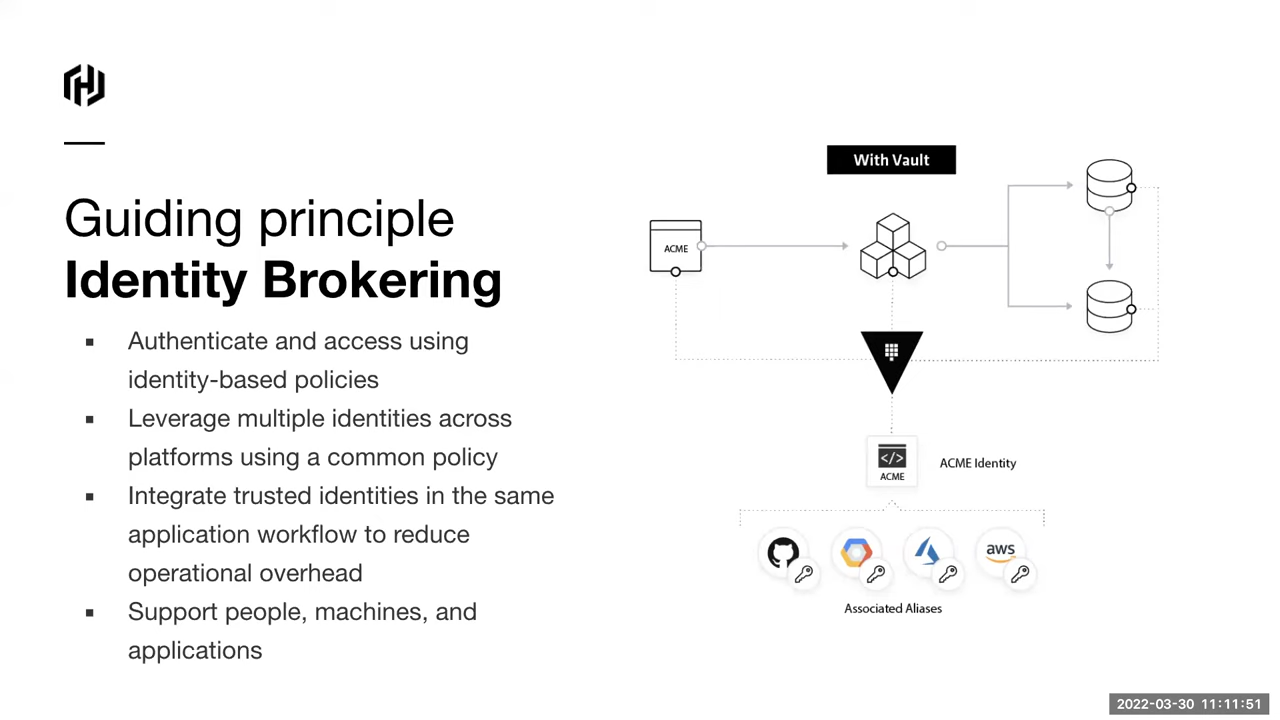 Guiding principle
Identity Brokering
▪ Authenticate and access using
identity-based policies
▪ Leverage multiple identities across
platforms using a common policy
▪ Integrate trusted identities in the same
application workflow to reduce
operational overhead
▪ Support people, machines, and
applications
With Vault
ACME
ACME
ACME Identity
aws
Associated Aliases
2022-03-30 11:11:51